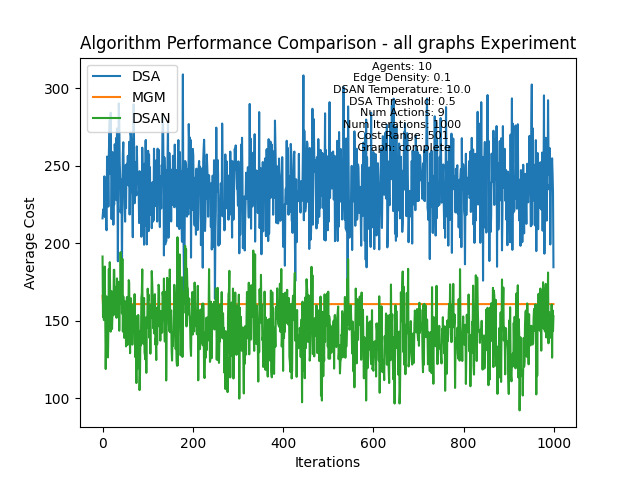 Algorithm Performance Comparison - all graphs Experiment
DSA
MGM
DSAN
Agents: 10
Edge Density: 0.1
DSAN Temperature: 10.0
DSA Threshold: 0.5
Num Actions: 9
Num Iterations: 1000
Cost Range: 501
Graph: complete
Average Cost
300
250
200
150
100
0
200
400
600
800
1000
Iterations